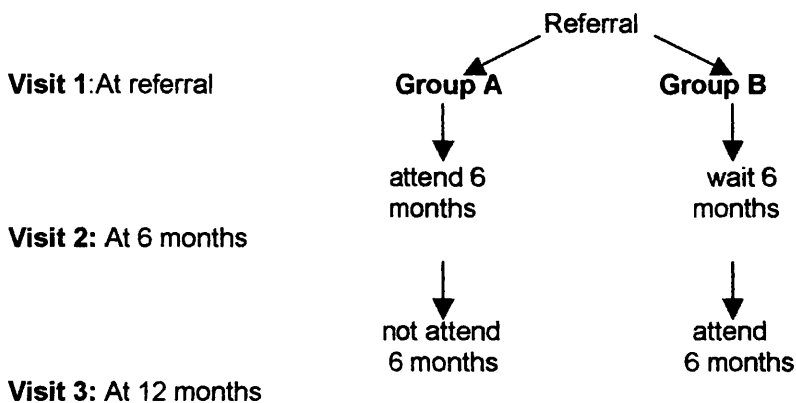 Referral
Visit 1:At referral
Group A
Group B
attend 6
months
wait 6
months
Visit 2: At 6 months
not attend
6 months
attend
6 months
Visit 3: At 12 months